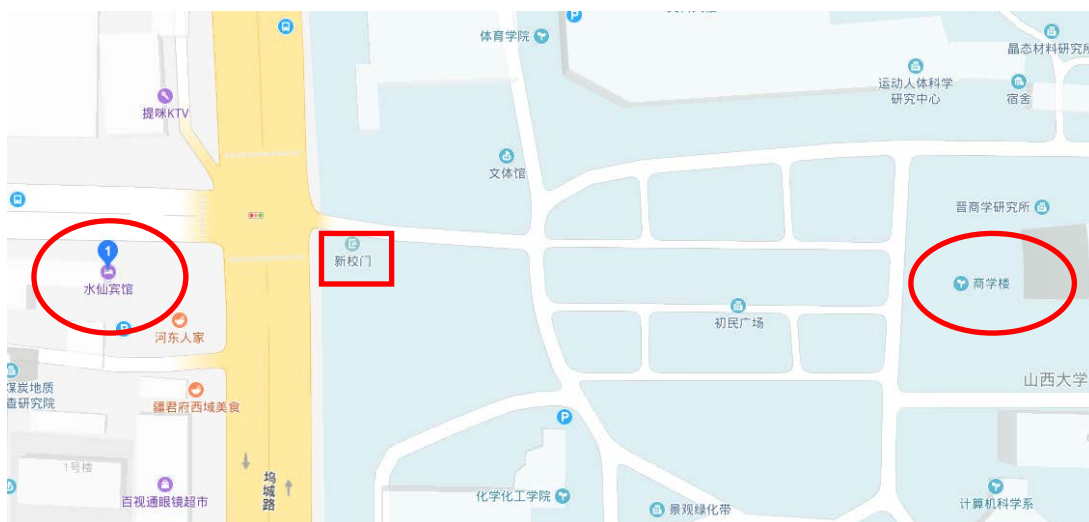 体育学院
晶态材料研究所
运动人体科学
研究中心
宿舍
提咪KTV
文体馆
晋商学研究所
新校门
1
水仙宾馆
商学楼
初民广场
河东人家
煤炭地质
查研究院
山西大学
疆君府西域美食
P
1号楼
坞城路
百视通眼镜超市
化学化工学院
景观绿化带
计算机科学系